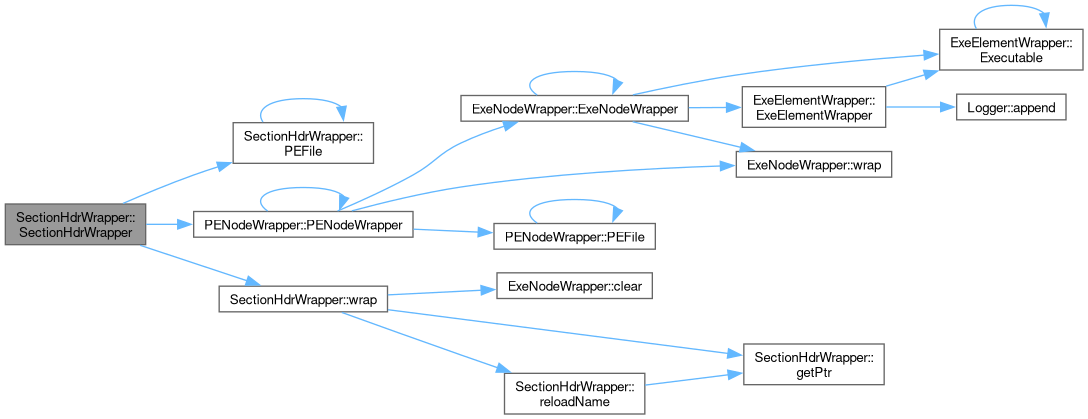 SectionHdrWrapper::
SectionHdrWrapper
SectionHdrWrapper::
PEFile
PENodeWrapper::PENodeWrapper
SectionHdrWrapper::wrap
ExeNodeWrapper::ExeNodeWrapper
PENodeWrapper::PEFile
ExeNodeWrapper::clear
SectionHdrWrapper::
reloadName
ExeElementWrapper::
ExeElementWrapper
ExeNodeWrapper::wrap
SectionHdrWrapper::
getPtr
ExeElementWrapper::
Executable
Logger::append